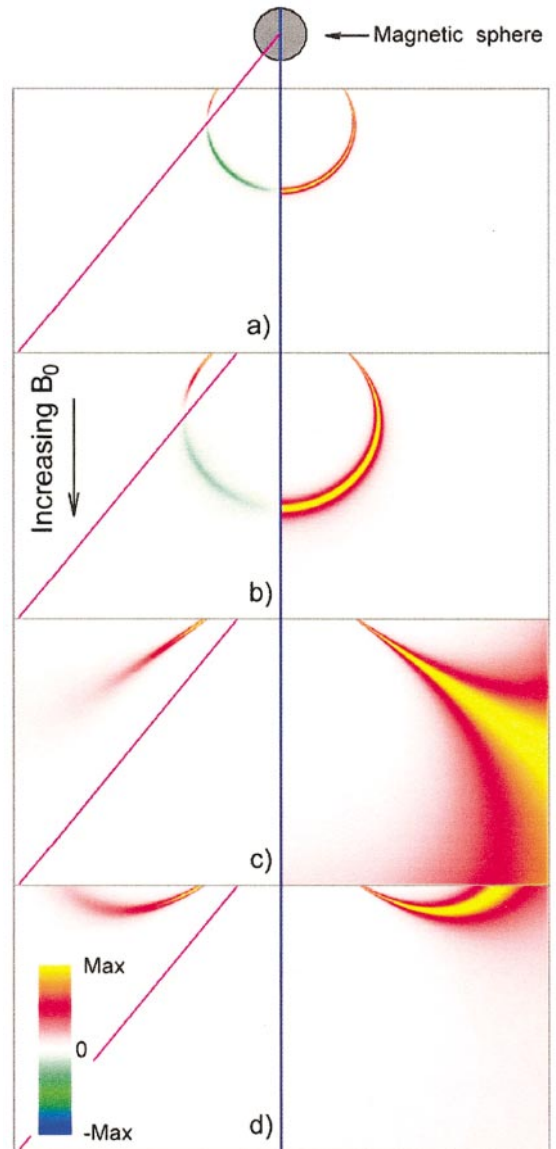 Magnetic sphere
a)
Increasing B₀
b)
c)
Max
0
-Max
d)